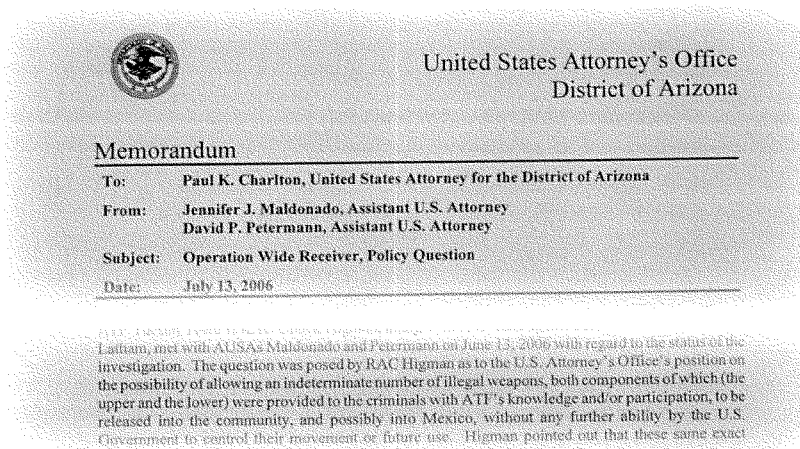 United States Attorney's Office
District of Arizona
Memorandum
To: Paul K. Charlton, United States Attorney for the District of Arizona
From: Jennifer J. Maldonado, Assistant U.S. Attorney
David P. Petermann, Assistant U.S. Attorney
Subject: Operation Wide Receiver, Policy Question
Date: July 13, 2006
Latham, met with AUSAs Maldonado and Petermann on June 13, 2006 with regard to the status of the
investigation. The question was posed by RAC Higman as to the U.S. Attorney's Office's position on
the possibility of allowing an indeterminate number of illegal weapons, both components of which (the
upper and the lower) were provided to the criminals with ATF's knowledge and/or participation, to be
released into the community, and possibly into Mexico, without any further ability by the U.S.
Government to control their movement or future use. Higman pointed out that these same exact